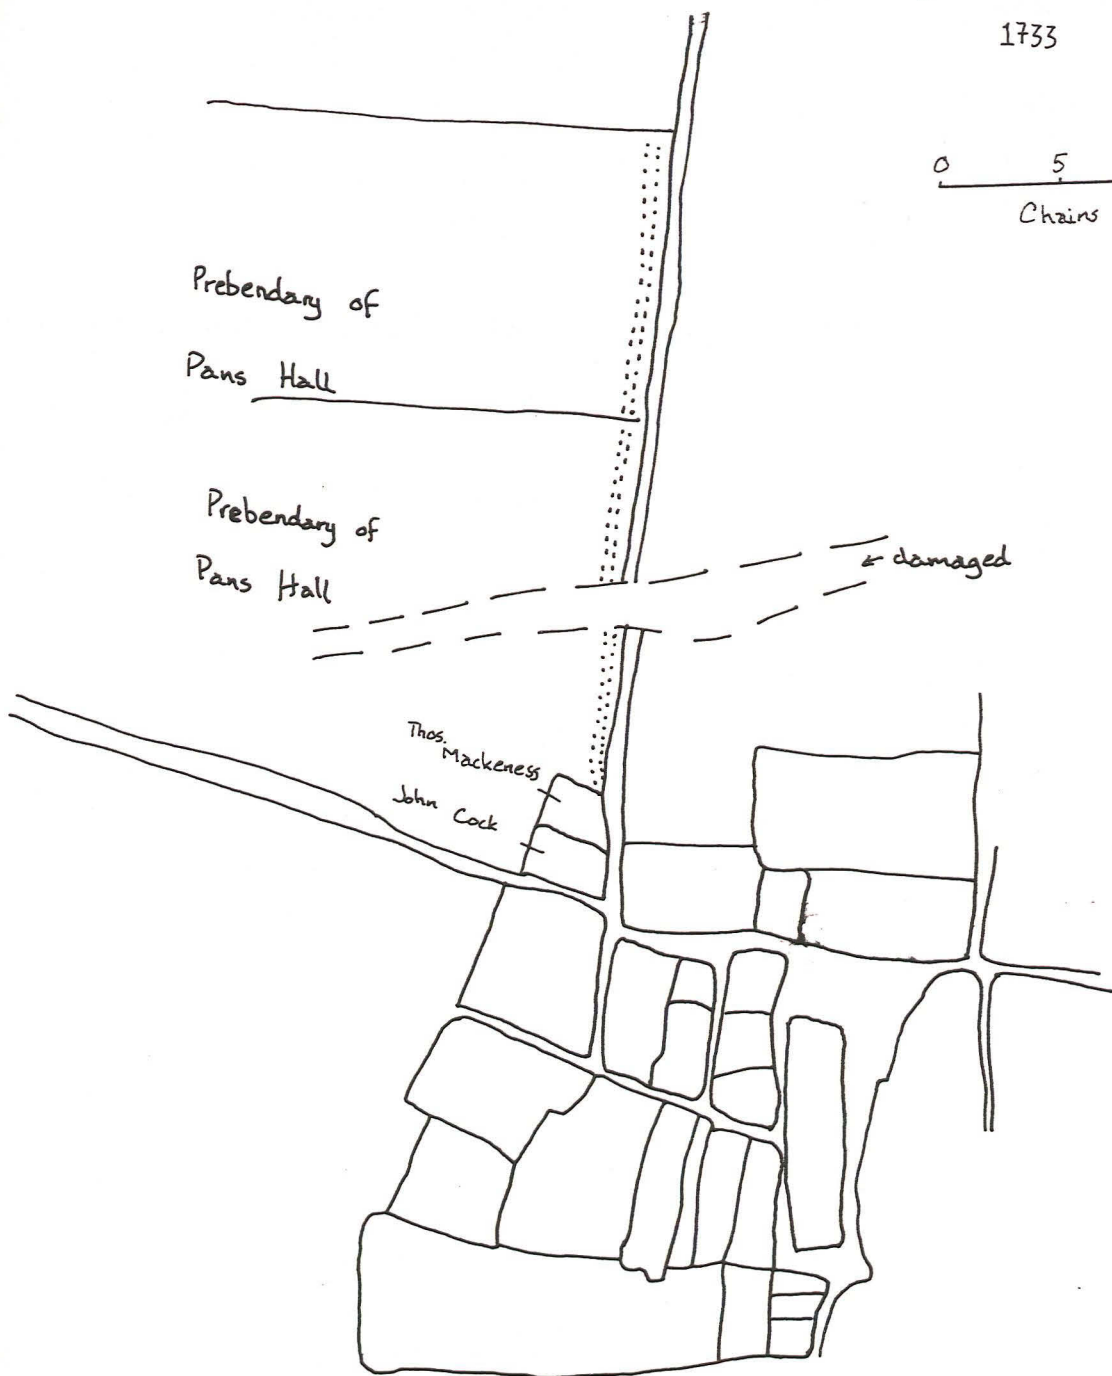 1733
0 5
Chains
Prebendary of
Pans Hall
Prebendary of
Pans Hall
← damaged
Thos.
Mackeness
John Cock